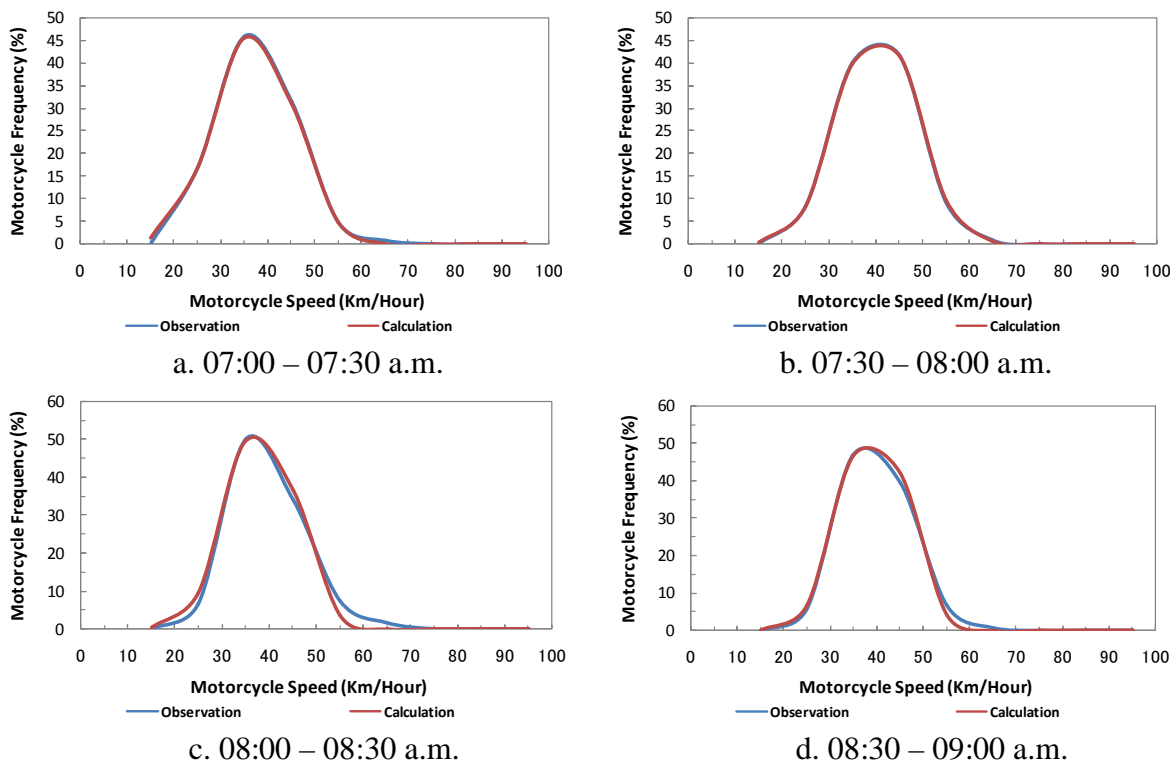 Motorcycle Frequency (%)
50
45
40
35
30
25
20
15
10
5
0
0 10 20 30 40 50 60 70 80 90 100
Motorcycle Speed (Km/Hour)
Observation Calculation
a. 07:00 – 07:30 a.m.
Motorcycle Frequency (%)
50
45
40
35
30
25
20
15
10
5
0
0 10 20 30 40 50 60 70 80 90 100
Motorcycle Speed (Km/Hour)
Observation Calculation
b. 07:30 – 08:00 a.m.
Motorcycle Frequency (%)
60
50
40
30
20
10
0
0 10 20 30 40 50 60 70 80 90 100
Motorcycle Speed (Km/Hour)
Observation Calculation
c. 08:00 – 08:30 a.m.
Motorcycle Frequency (%)
60
50
40
30
20
10
0
0 10 20 30 40 50 60 70 80 90 100
Motorcycle Speed (Km/Hour)
Observation Calculation
d. 08:30 – 09:00 a.m.